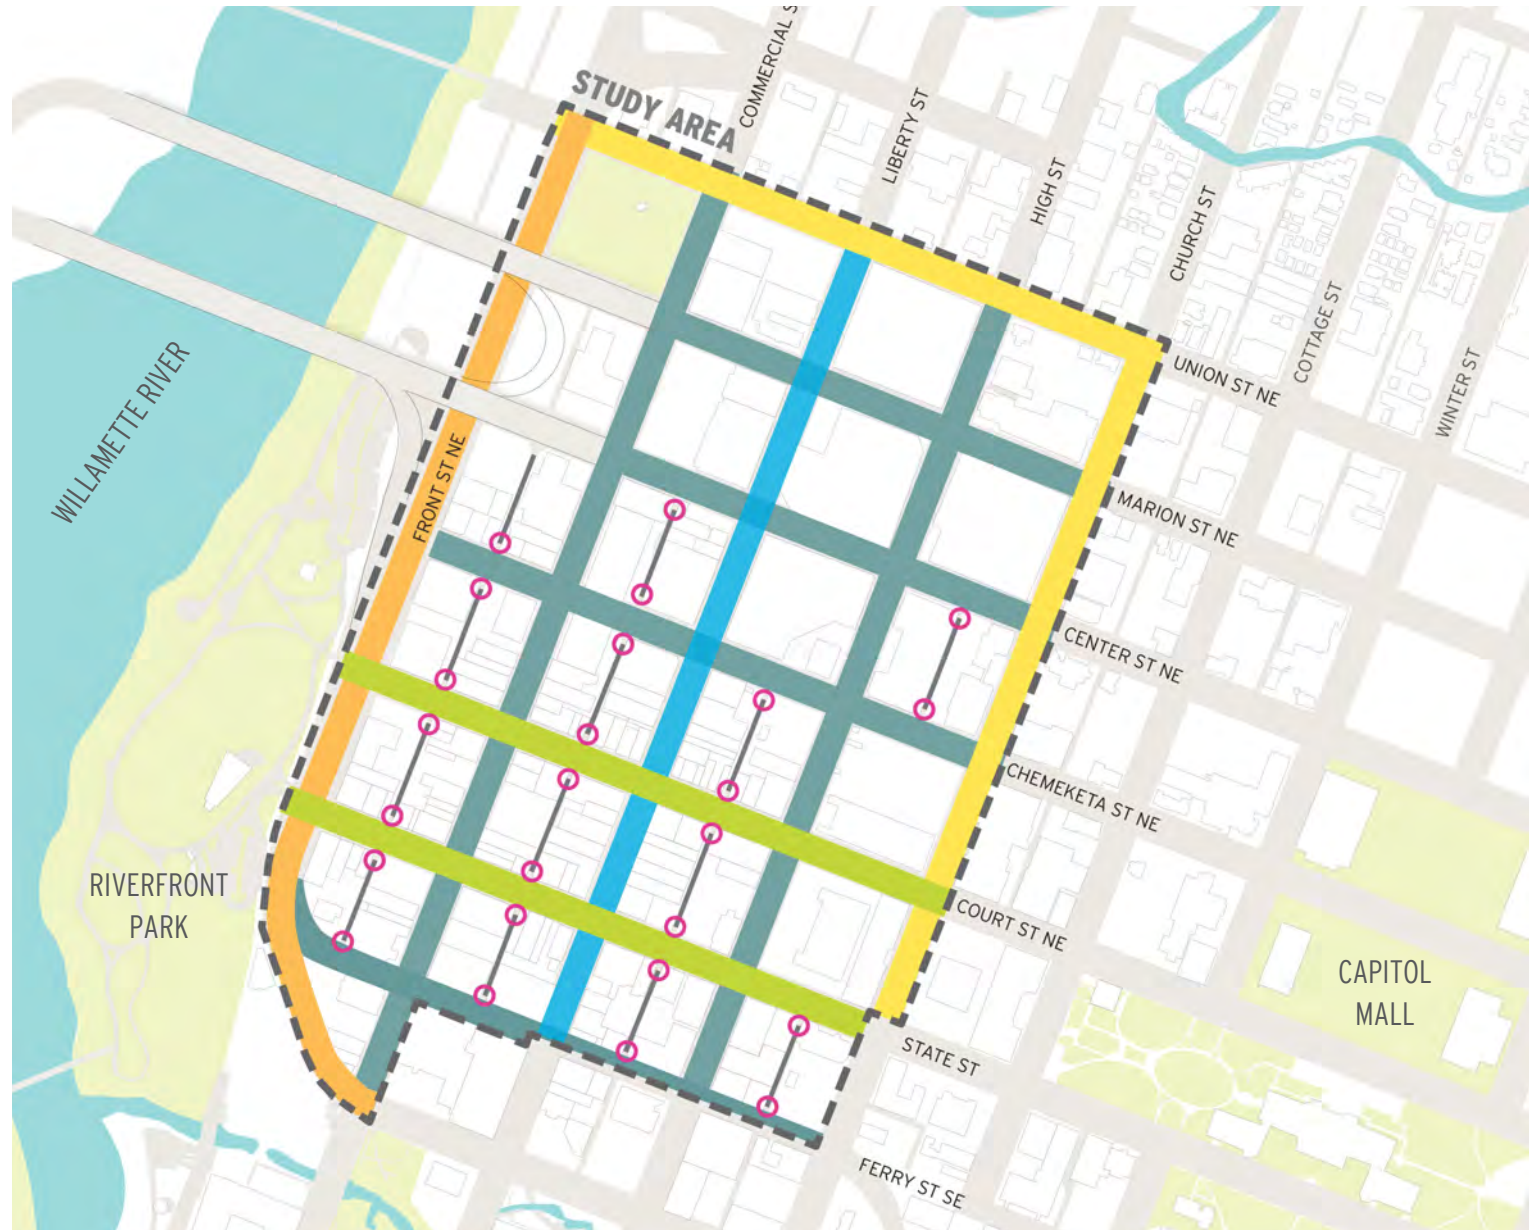 STUDY AREA
COMMERCIAL S
LIBERTY ST
HIGH ST
CHURCH ST
COTTAGE ST
WINTER ST
UNION ST NE
WILLAMETTE RIVER
FRONT ST NE
MARION ST NE
CENTER ST NE
CHEMEKETA ST NE
RIVERFRONT
PARK
COURT ST NE
CAPITOL
MALL
STATE ST
FERRY ST SE